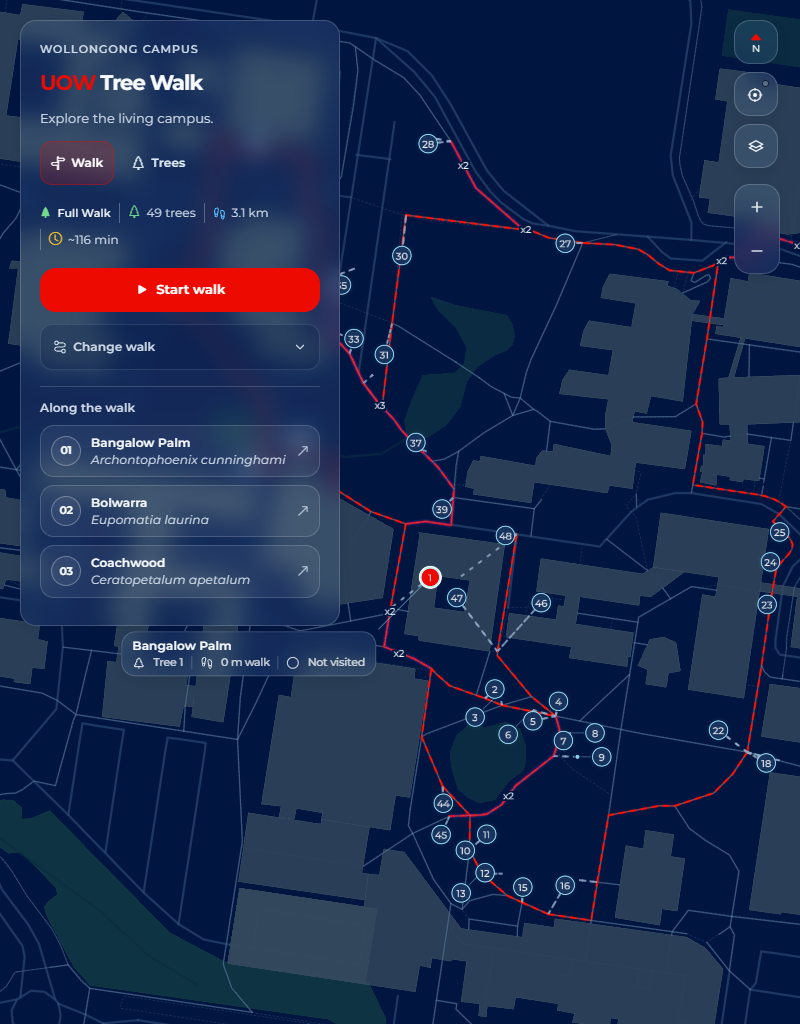 WOLLONGONG CAMPUS
UOW Tree Walk
Explore the living campus.
Walk
Trees
Full Walk
49 trees
3.1 km
~116 min
Start walk
Change walk
Along the walk
01
Bangalow Palm
Archontophoenix cunninghami
02
Bolwarra
Eupomatia laurina
03
Coachwood
Ceratopetalum apetalum
Bangalow Palm
Tree 1
0 m walk
Not visited
N
+
−
28
x2
x2
27
x2
30
33
31
x3
37
39
48
1
47
46
x2
x2
25
24
23
2
3
4
5
6
7
8
9
22
18
x2
44
45
11
10
12
13
15
16